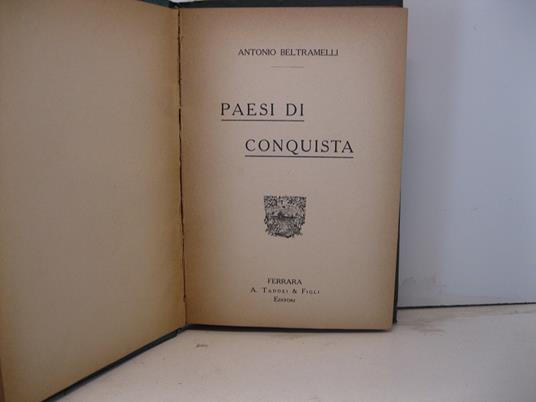 ANTONIO BELTRAMELLI
PAESI DI
CONQUISTA
FERRARA
A. TADDEI & FIGLI
EDITORI